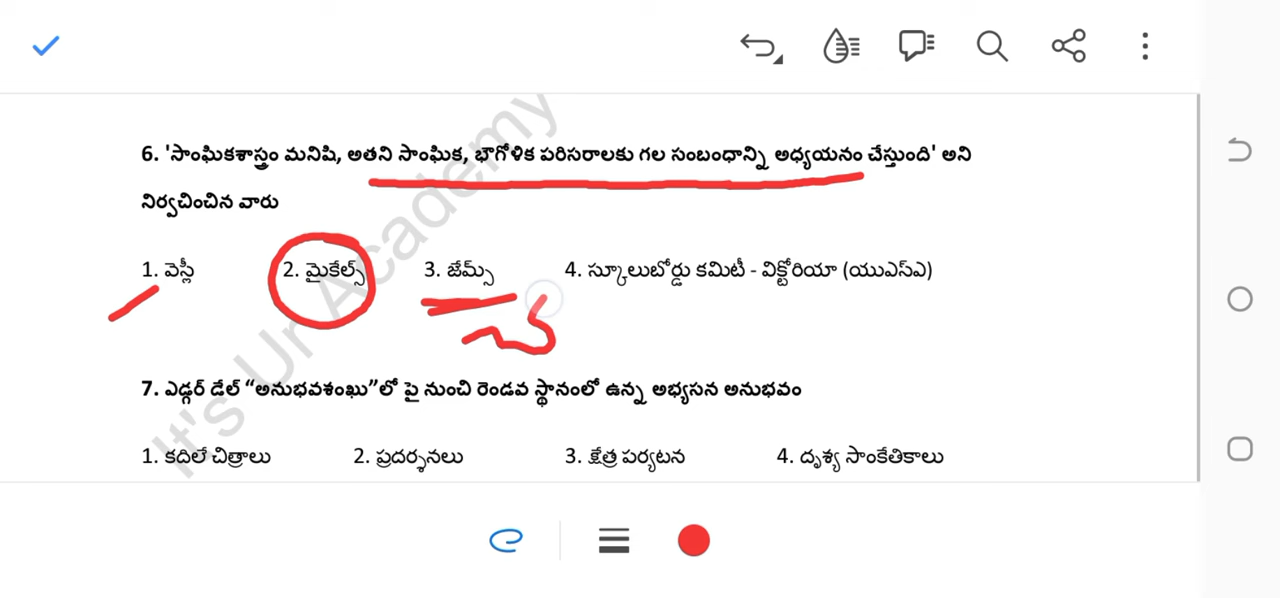 6. 'సాంఘికశాస్త్రం మనిషి, అతని సాంఘిక, భౌగోళిక పరిసరాలకు గల సంబంధాన్ని అధ్యయనం చేస్తుంది' అని
నిర్వచించిన వారు
1. వెస్లీ 2. మైకేల్స్ 3. జేమ్స్ 4. స్కూలుబోర్డు కమిటీ - విక్టోరియా (యుఎస్ఎ)
7. ఎడ్గర్ డేల్ “అనుభవశంఖు”లో పై నుంచి రెండవ స్థానంలో ఉన్న అభ్యసన అనుభవం
1. కదిలే చిత్రాలు 2. ప్రదర్శనలు 3. క్షేత్ర పర్యటన 4. దృశ్య సాంకేతికాలు
It's Ur Academy